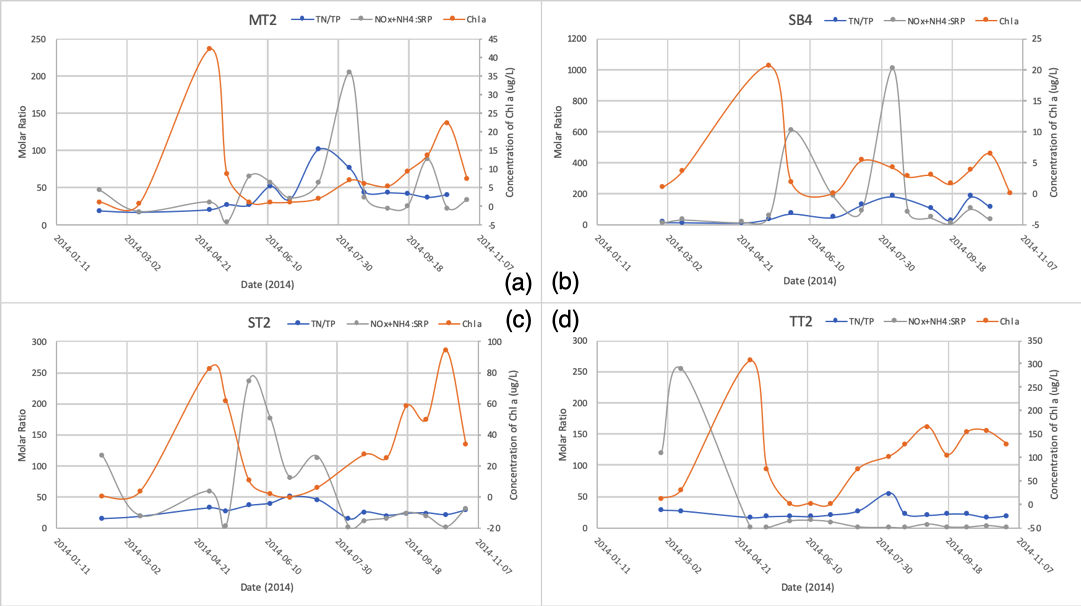 MT2 TN/TP NOx+NH4:SRP Chl a
Molar Ratio
250
200
150
100
50
0
45
40
35
30
25
20
15
10
5
0
-5
Concentration of Chl a (ug/L)
2014-01-11 2014-03-02 2014-04-21 2014-06-10 2014-07-30 2014-09-18 2014-11-07
Date (2014)
(a)
SB4 TN/TP NOx+NH4:SRP Chl a
Molar Ratio
1200
1000
800
600
400
200
0
25
20
15
10
5
0
-5
Concentration of Chl a (ug/L)
2014-01-11 2014-03-02 2014-04-21 2014-06-10 2014-07-30 2014-09-18 2014-11-07
Date (2014)
(b)
ST2 TN/TP NOx+NH4:SRP Chl a
(c)
Molar Ratio
300
250
200
150
100
50
0
100
80
60
40
20
0
-20
Concentration of Chl a (ug/L)
2014-01-11 2014-03-02 2014-04-21 2014-06-10 2014-07-30 2014-09-18 2014-11-07
Date (2014)
(d)
TT2 TN/TP NOx+NH4:SRP Chl a
Molar Ratio
300
250
200
150
100
50
0
350
300
250
200
150
100
50
0
-50
Concentration of Chl a (ug/L)
2014-01-11 2014-03-02 2014-04-21 2014-06-10 2014-07-30 2014-09-18 2014-11-07
Date (2014)